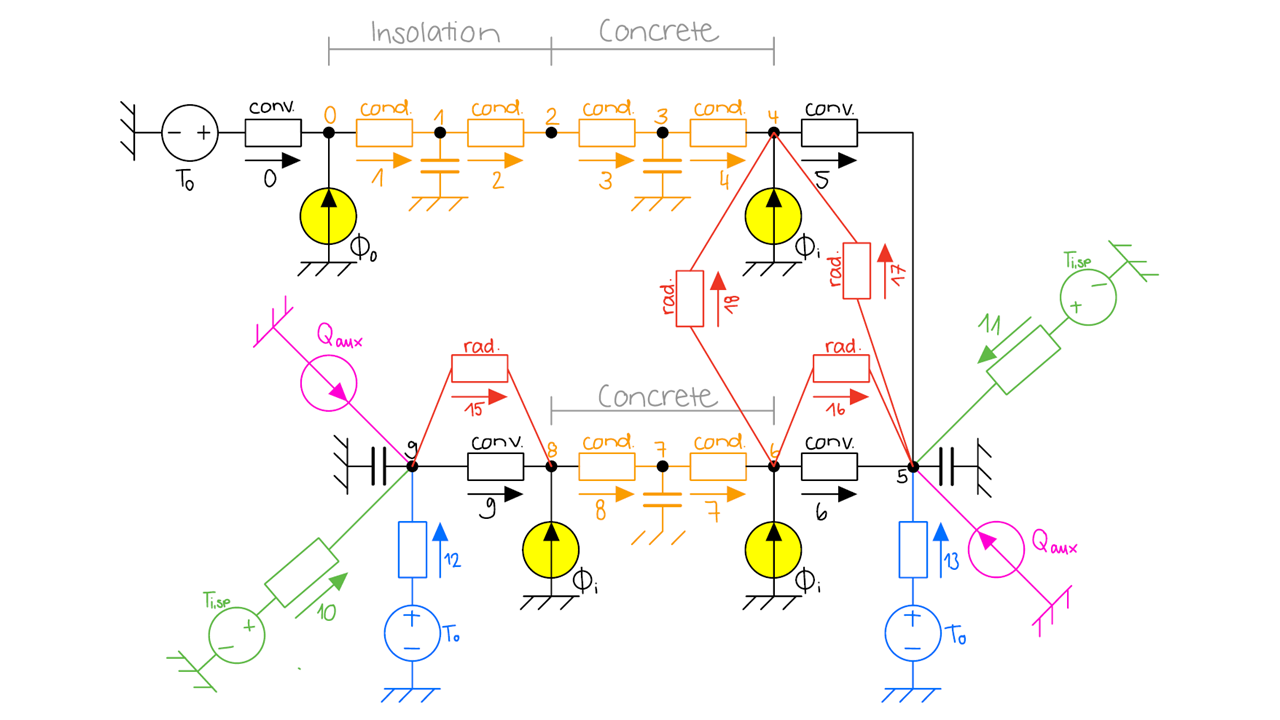 Insolation Concrete
conv. 0 cond. 1 cond. 2 cond. 3 cond. 4 conv.
T₀ 0 1 2 3 4 5
ϕ₀ ϕᵢ
rad. 18 rad. 17
Ti,sp
- +
11
Qaux
rad. rad.
15 Concrete 16
9 conv. 8 cond. 7 cond. 6 conv. 5
9 8 7 6
12 13 Qaux
ϕᵢ ϕᵢ
Ti,sp 10
+ -
+ T₀ + T₀
- -